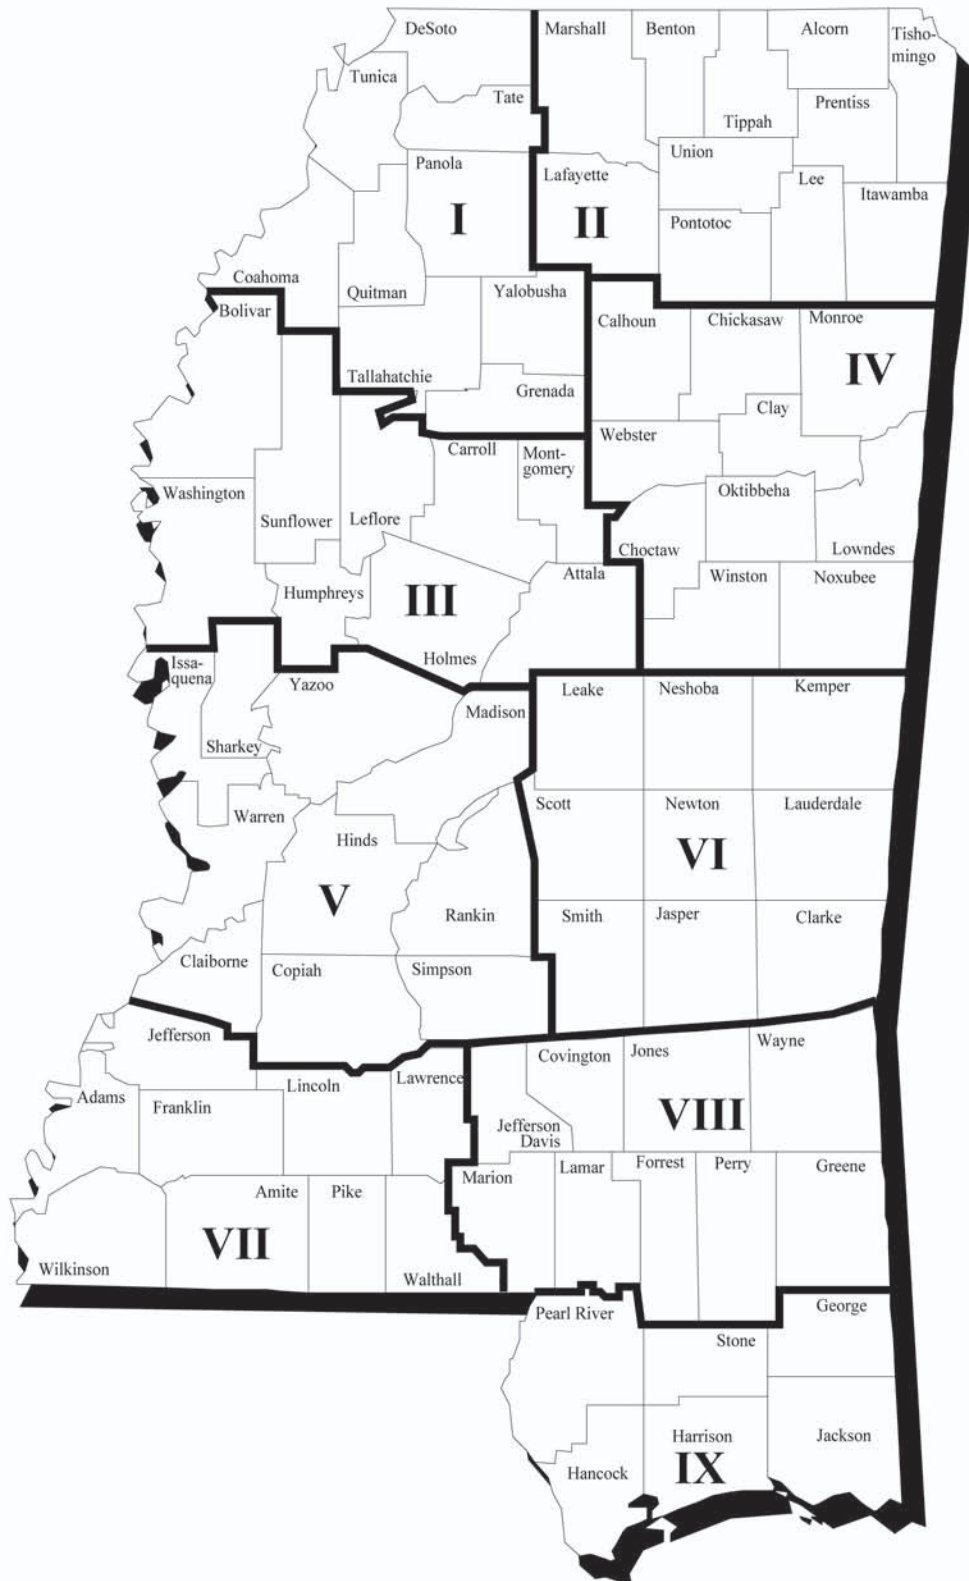 DeSoto
Marshall
Benton
Alcorn
Tisho-
mingo
Tunica
Tate
Prentiss
Tippah
Panola
Union
Lafayette
Lee
Itawamba
I
II
Pontotoc
Coahoma
Quitman
Yalobusha
Bolivar
Calhoun
Chickasaw
Monroe
IV
Tallahatchie
Grenada
Clay
Webster
Carroll
Mont-
gomery
Washington
Sunflower
Leflore
Oktibbeha
Choctaw
Lowndes
Attala
Winston
Noxubee
Humphreys
III
Holmes
Issa-
quena
Yazoo
Leake
Neshoba
Kemper
Madison
Sharkey
Scott
Newton
Lauderdale
Warren
Hinds
VI
V
Rankin
Smith
Jasper
Clarke
Claiborne
Copiah
Simpson
Jefferson
Covington
Jones
Wayne
Lincoln
Lawrence
Adams
Franklin
VIII
Jefferson
Davis
Marion
Lamar
Forrest
Perry
Greene
Amite
Pike
VII
Wilkinson
Walthall
Pearl River
George
Stone
Harrison
Jackson
Hancock
IX